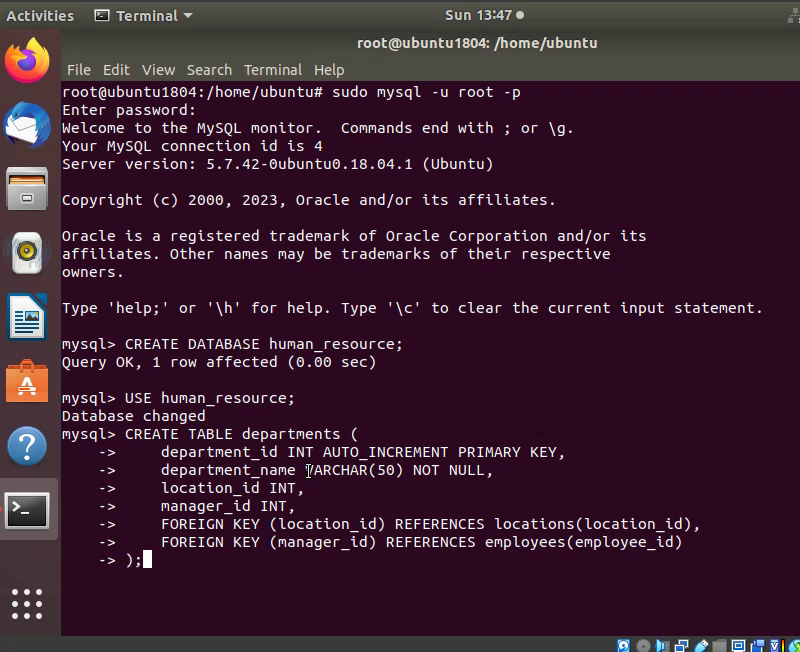 Activities Terminal Sun 13:47
root@ubuntu1804: /home/ubuntu
File Edit View Search Terminal Help
root@ubuntu1804:/home/ubuntu# sudo mysql -u root -p
Enter password:
Welcome to the MySQL monitor.  Commands end with ; or \g.
Your MySQL connection id is 4
Server version: 5.7.42-0ubuntu0.18.04.1 (Ubuntu)
Copyright (c) 2000, 2023, Oracle and/or its affiliates.
Oracle is a registered trademark of Oracle Corporation and/or its
affiliates. Other names may be trademarks of their respective
owners.
Type 'help;' or '\h' for help. Type '\c' to clear the current input statement.
mysql> CREATE DATABASE human_resource;
Query OK, 1 row affected (0.00 sec)
mysql> USE human_resource;
Database changed
mysql> CREATE TABLE departments (
    ->     department_id INT AUTO_INCREMENT PRIMARY KEY,
    ->     department_name VARCHAR(50) NOT NULL,
    ->     location_id INT,
    ->     manager_id INT,
    ->     FOREIGN KEY (location_id) REFERENCES locations(location_id),
    ->     FOREIGN KEY (manager_id) REFERENCES employees(employee_id)
    -> );